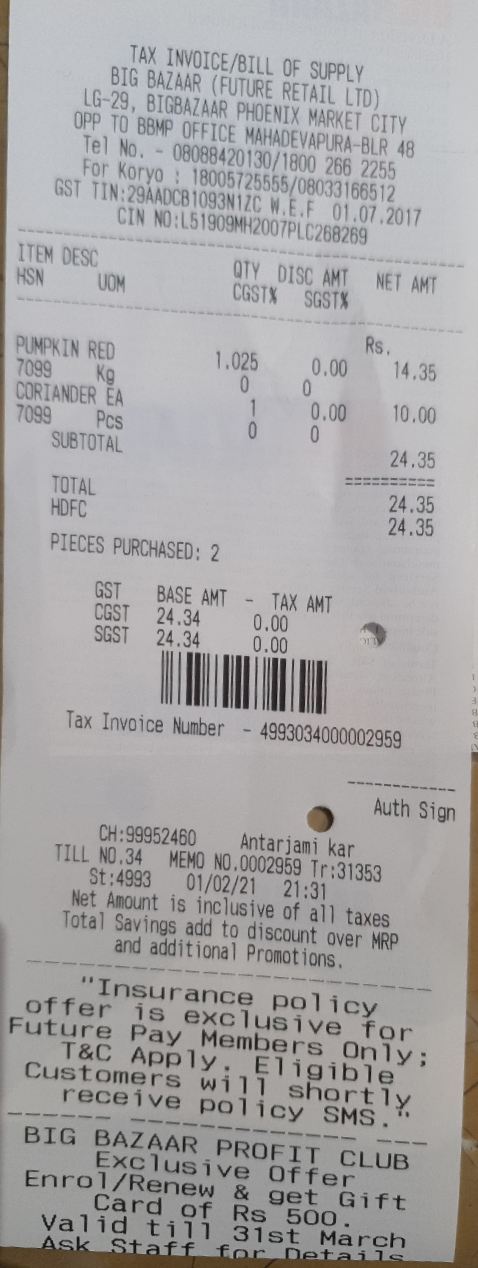 TAX INVOICE/BILL OF SUPPLY
BIG BAZAAR (FUTURE RETAIL LTD)
LG-29, BIGBAZAAR PHOENIX MARKET CITY
OPP TO BBMP OFFICE MAHADEVAPURA-BLR 48
Tel No. - 08088420130/1800 266 2255
For Koryo : 18005725555/08033166512
GST TIN:29AADCB1093N1ZC W.E.F 01.07.2017
CIN NO:L51909MH2007PLC268269
ITEM DESC QTY DISC AMT NET AMT
HSN UOM CGST% SGST%
Rs.
PUMPKIN RED 1.025 0.00 14.35
7099 Kg 0 0
CORIANDER EA 1 0.00 10.00
7099 Pcs 0 0
SUBTOTAL 24.35
==========
TOTAL 24.35
HDFC 24.35
PIECES PURCHASED: 2
GST BASE AMT - TAX AMT
CGST 24.34 0.00
SGST 24.34 0.00
Tax Invoice Number - 4993034000002959
Auth Sign
CH:99952460 Antarjami kar
TILL NO.34 MEMO NO.0002959 Tr:31353
St:4993 01/02/21 21:31
Net Amount is inclusive of all taxes
Total Savings add to discount over MRP
and additional Promotions.
"Insurance policy
offer is exclusive for
Future Pay Members Only;
T&C Apply. Eligible
Customers will shortly
receive policy SMS."
BIG BAZAAR PROFIT CLUB
Exclusive Offer
Enrol/Renew & get Gift
Card of Rs 500.
Valid till 31st March
Ask Staff for Details